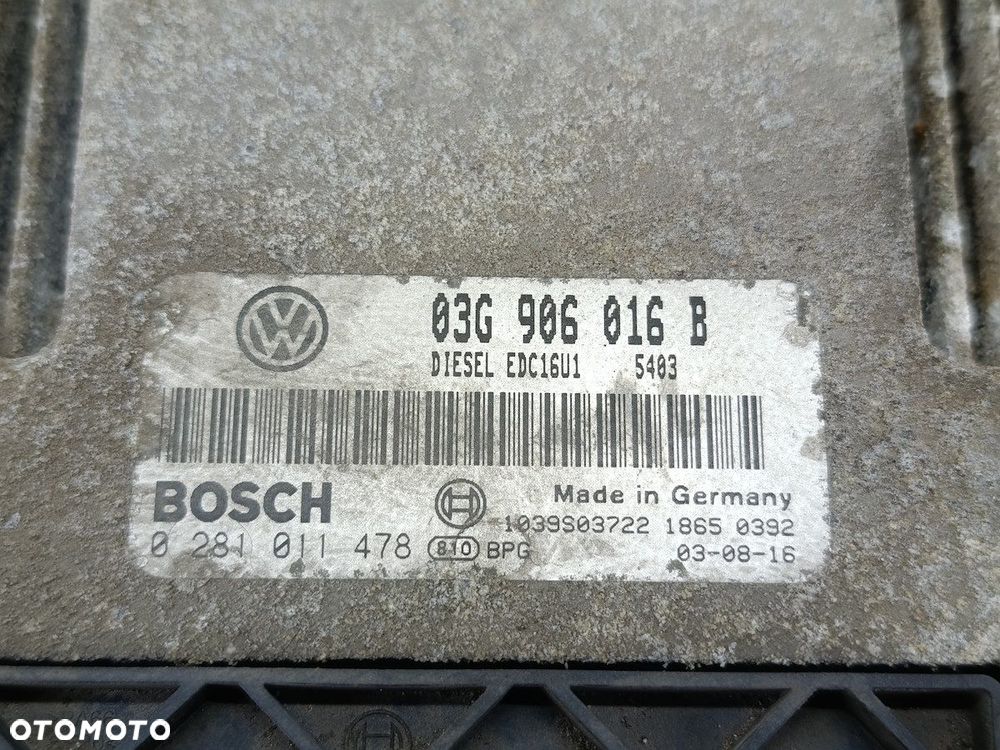 03G 906 016 B
DIESEL EDC16U1 5403
BOSCH
Made in Germany
1039S03722 1865 0392
0 281 011 478 810 BPG 03-08-16
OTOMOTO